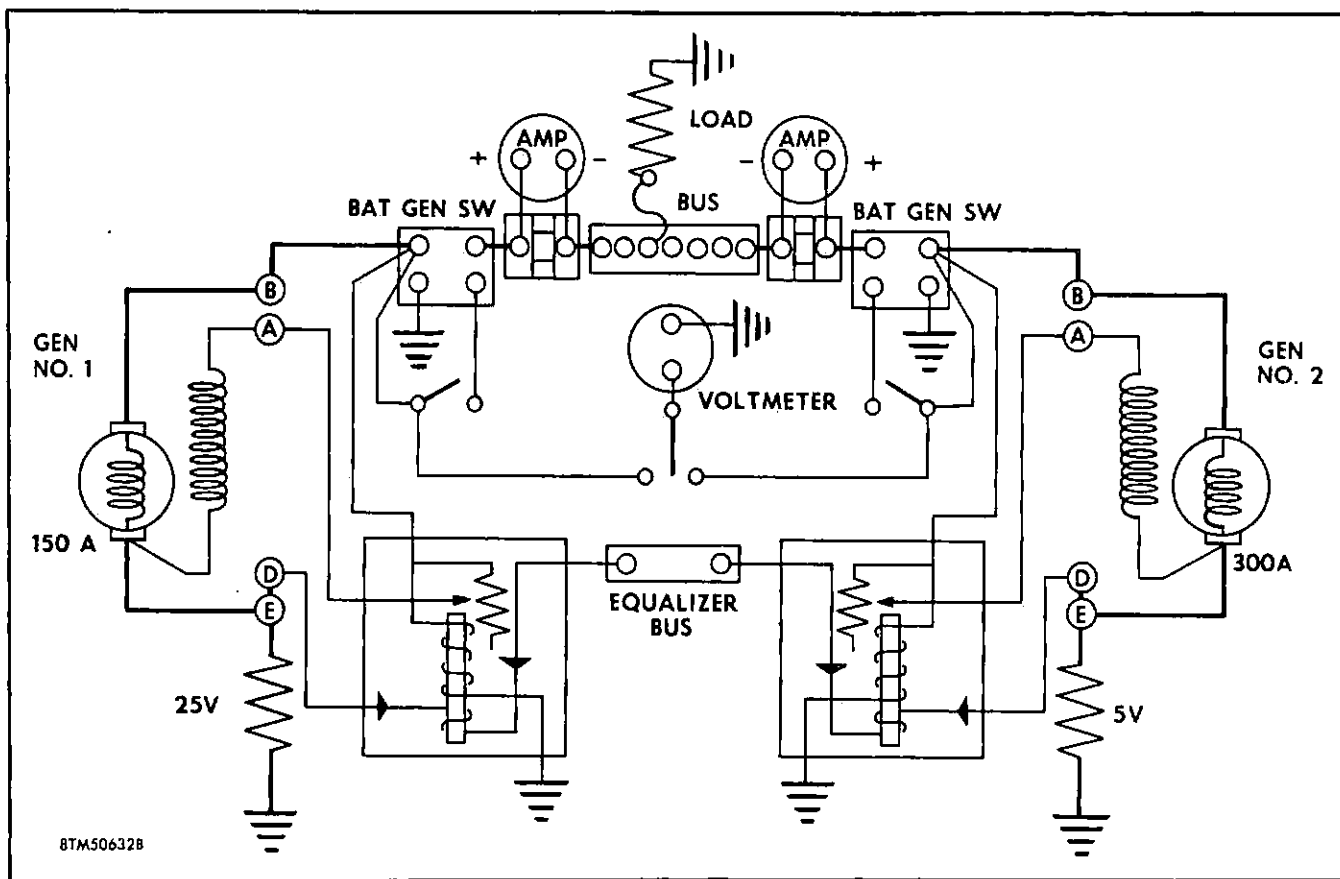 LOAD
AMP
AMP
+
-
-
+
BAT GEN SW
BUS
BAT GEN SW
B
B
A
A
GEN
NO. 1
GEN
NO. 2
VOLTMETER
150 A
300A
D
D
E
E
EQUALIZER
BUS
25V
5V
8TM50632B